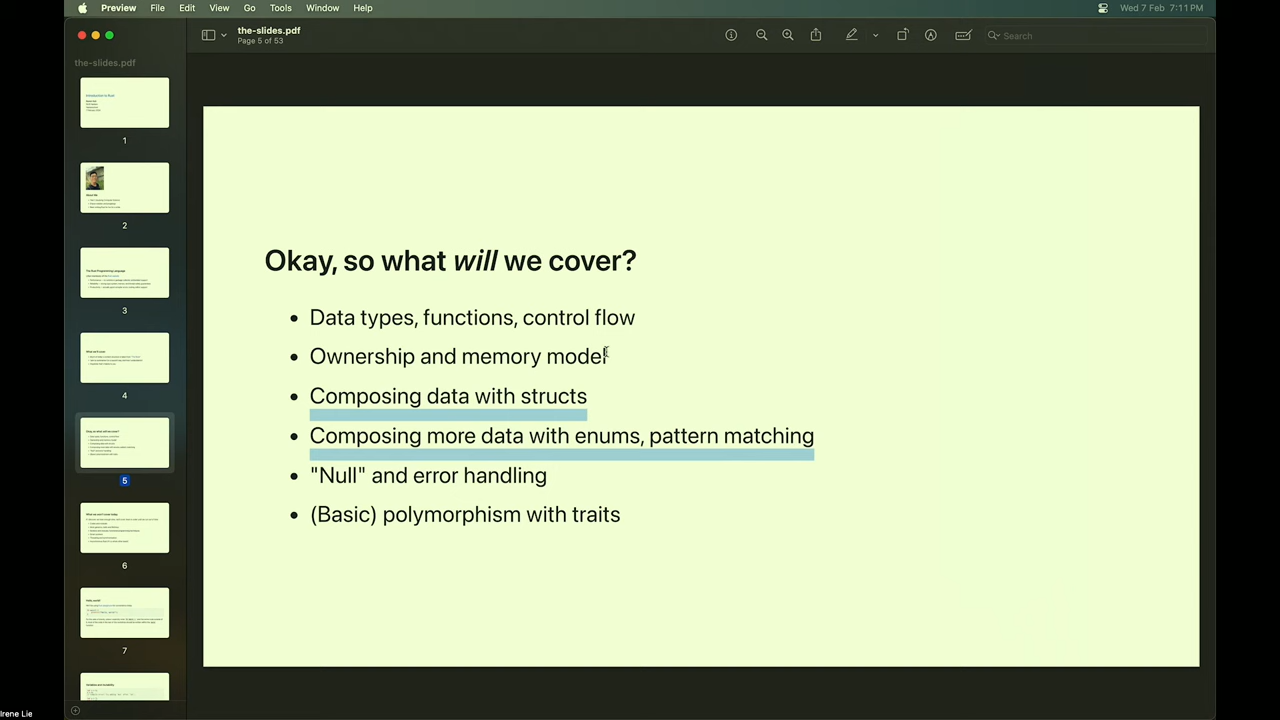 Preview File Edit View Go Tools Window Help
Wed 7 Feb 7:11 PM
the-slides.pdf
Page 5 of 53
Search
the-slides.pdf
1
2
3
4
5
6
7
Okay, so what will we cover?
• Data types, functions, control flow
• Ownership and memory model
• Composing data with structs
• Composing more data with enums, pattern matching
• "Null" and error handling
• (Basic) polymorphism with traits
Irene Lie